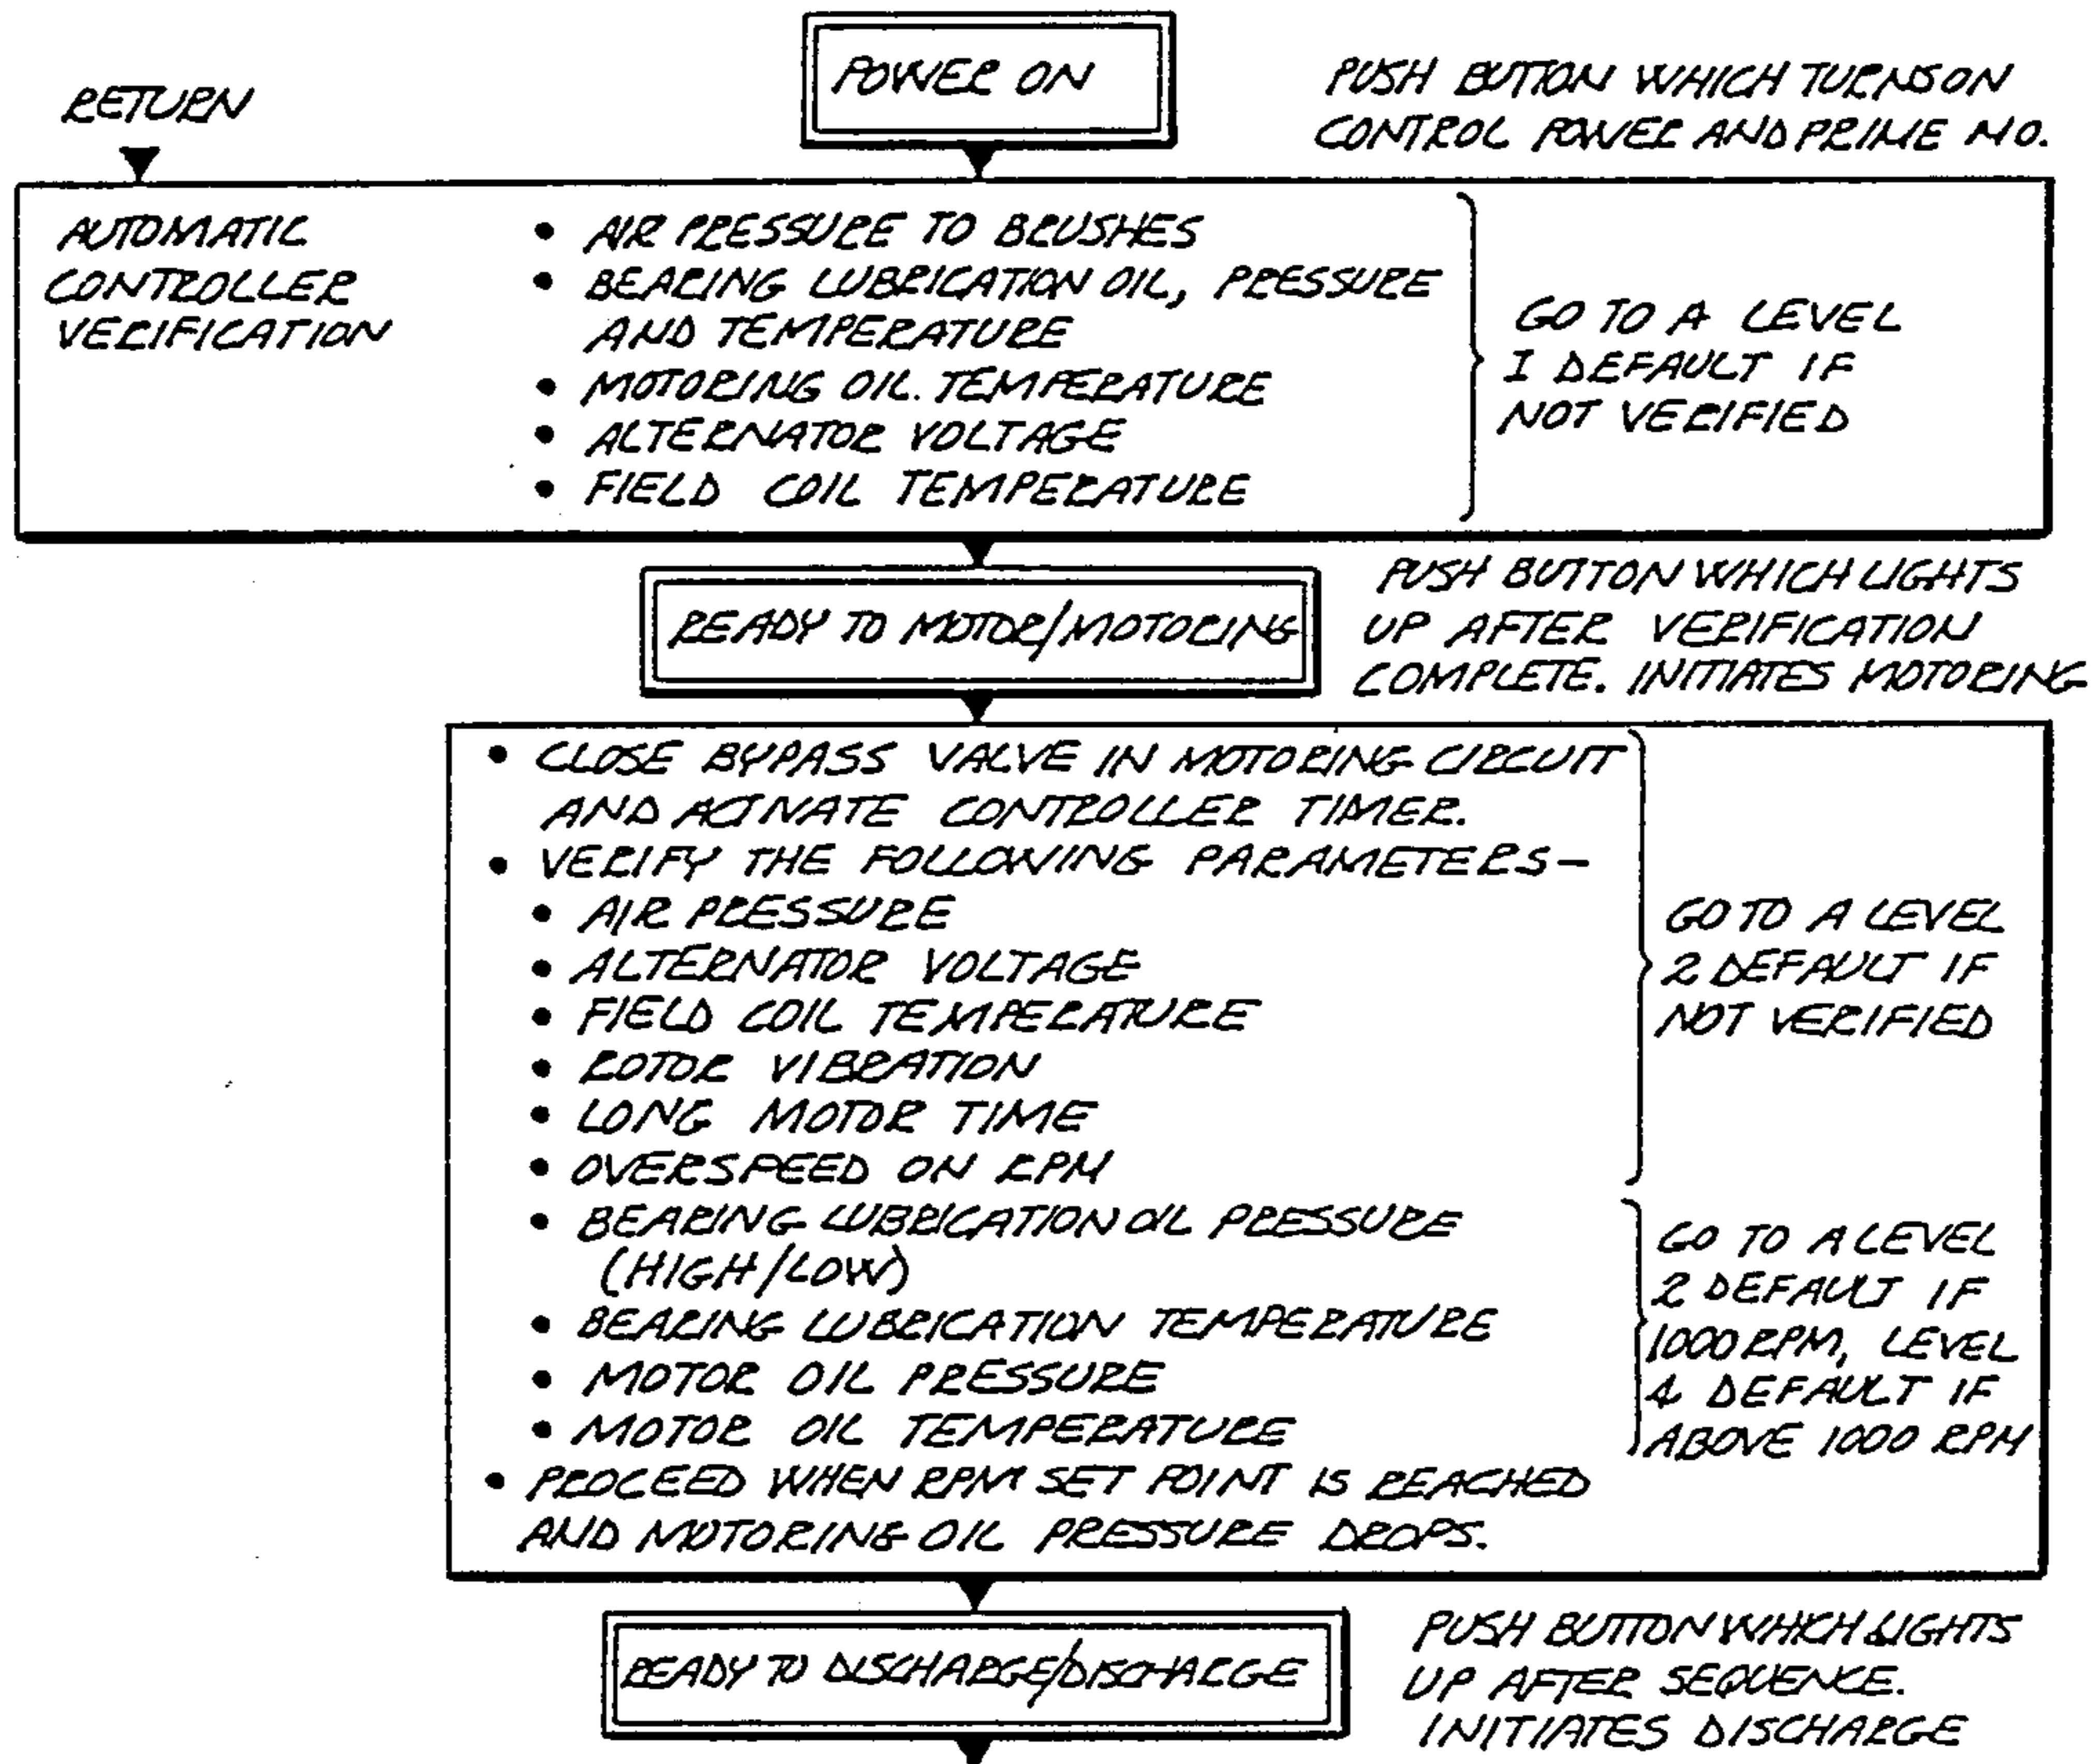 POWER ON
PUSH BUTTON WHICH TURNS ON
CONTROL POWER AND PRIME MO.
RETURN
AUTOMATIC
CONTROLLER
VERIFICATION
• AIR PRESSURE TO BRUSHES
• BEARING LUBRICATION OIL, PRESSURE
AND TEMPERATURE
• MOTORING OIL. TEMPERATURE
• ALTERNATOR VOLTAGE
• FIELD COIL TEMPERATURE
GO TO A LEVEL
I DEFAULT IF
NOT VERIFIED
READY TO MOTOR/MOTORING
PUSH BUTTON WHICH LIGHTS
UP AFTER VERIFICATION
COMPLETE. INITIATES MOTORING
• CLOSE BYPASS VALVE IN MOTORING CIRCUIT
AND ACTIVATE CONTROLLER TIMER.
• VERIFY THE FOLLOWING PARAMETERS-
• AIR PRESSURE
• ALTERNATOR VOLTAGE
• FIELD COIL TEMPERATURE
• ROTOR VIBRATION
• LONG MOTOR TIME
• OVERSPEED ON RPM
GO TO A LEVEL
2 DEFAULT IF
NOT VERIFIED
• BEARING LUBRICATION OIL PRESSURE
(HIGH/LOW)
• BEARING LUBRICATION TEMPERATURE
• MOTOR OIL PRESSURE
• MOTOR OIL TEMPERATURE
GO TO A LEVEL
2 DEFAULT IF
1000 RPM, LEVEL
4 DEFAULT IF
ABOVE 1000 RPM
• PROCEED WHEN RPM SET POINT IS REACHED
AND MOTORING OIL PRESSURE DROPS.
READY TO DISCHARGE/DISCHARGE
PUSH BUTTON WHICH LIGHTS
UP AFTER SEQUENCE.
INITIATES DISCHARGE